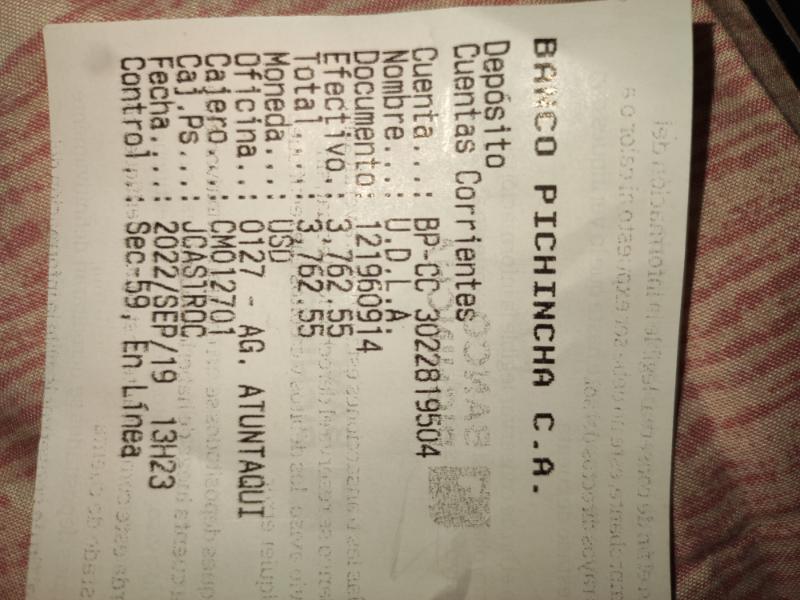 BANCO PICHINCHA C.A.
Depósito
Cuentas Corrientes
Cuenta..: BP-CC 3022819504
Nombre...: U.D.L.A.
Documento: 121960914
Efectivo.: 3,762.55
Total....: 3,762.55
Moneda...: USD
Oficina..: 0127 - AG. ATUNTAQUI
Cajero...: CM012701
Caj.Ps...: JCASTROC
Fecha....: 2022/SEP/19 13H23
Control..: Sec-59, En Línea